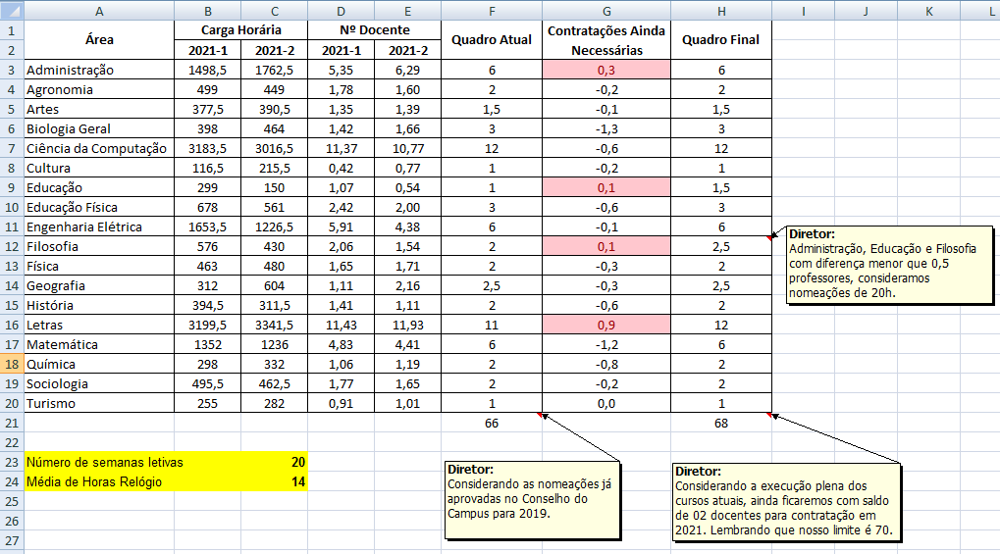 A B C D E F G H I J K L
1 Área Carga Horária Nº Docente Quadro Atual Contratações Ainda Necessárias Quadro Final
2 2021-1 2021-2 2021-1 2021-2
3 Administração 1498,5 1762,5 5,35 6,29 6 0,3 6
4 Agronomia 499 449 1,78 1,60 2 -0,2 2
5 Artes 377,5 390,5 1,35 1,39 1,5 -0,1 1,5
6 Biologia Geral 398 464 1,42 1,66 3 -1,3 3
7 Ciência da Computação 3183,5 3016,5 11,37 10,77 12 -0,6 12
8 Cultura 116,5 215,5 0,42 0,77 1 -0,2 1
9 Educação 299 150 1,07 0,54 1 0,1 1,5
10 Educação Física 678 561 2,42 2,00 3 -0,6 3
11 Engenharia Elétrica 1653,5 1226,5 5,91 4,38 6 -0,1 6
12 Filosofia 576 430 2,06 1,54 2 0,1 2,5
13 Física 463 480 1,65 1,71 2 -0,3 2
14 Geografia 312 604 1,11 2,16 2,5 -0,3 2,5
15 História 394,5 311,5 1,41 1,11 2 -0,6 2
16 Letras 3199,5 3341,5 11,43 11,93 11 0,9 12
17 Matemática 1352 1236 4,83 4,41 6 -1,2 6
18 Química 298 332 1,06 1,19 2 -0,8 2
19 Sociologia 495,5 462,5 1,77 1,65 2 -0,2 2
20 Turismo 255 282 0,91 1,01 1 0,0 1
21 66 68
22
23 Número de semanas letivas 20
24 Média de Horas Relógio 14
25
26
27
Diretor:
Administração, Educação e Filosofia
com diferença menor que 0,5
professores, consideramos
nomeações de 20h.
Diretor:
Considerando as nomeações já
aprovadas no Conselho do
Campus para 2019.
Diretor:
Considerando a execução plena dos
cursos atuais, ainda ficaremos com saldo
de 02 docentes para contratação em
2021. Lembrando que nosso limite é 70.